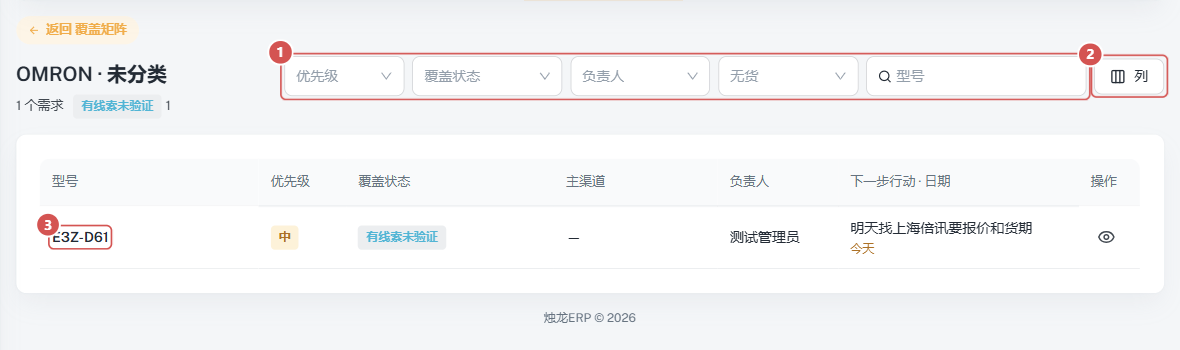 ← 返回 覆盖矩阵
OMRON · 未分类
1 个需求 有线索未验证 1
1
优先级 覆盖状态 负责人 无货 型号
2
列
型号 优先级 覆盖状态 主渠道 负责人 下一步行动 · 日期 操作
3
E3Z-D61 中 有线索未验证 — 测试管理员 明天找上海倍讯要报价和货期
今天
烛龙ERP © 2026